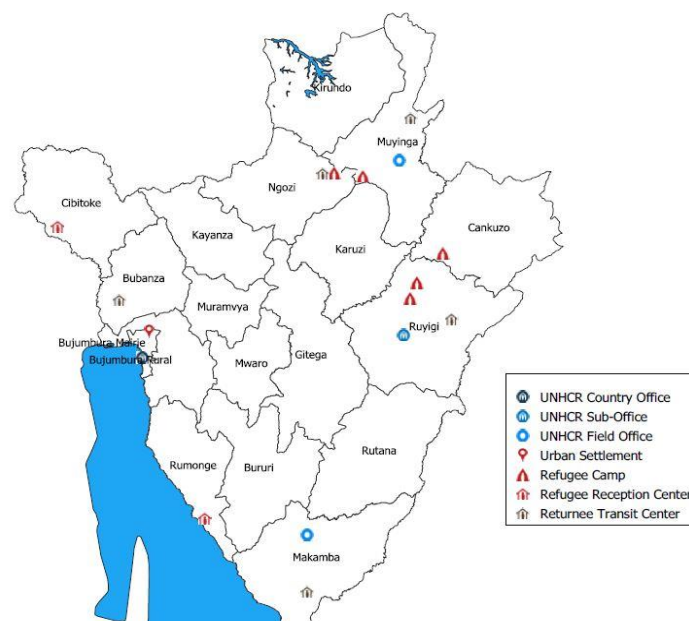 Kirundo
Muyinga
Ngozi
Cibitoke
Cankuzo
Kayanza
Karuzi
Bubanza
Muramvya
Ruyigi
Bujumbura Mairie
Bujumbura Rural
Mwaro
Gitega
Rutana
Rumonge
Bururi
Makamba
UNHCR Country Office
UNHCR Sub-Office
UNHCR Field Office
Urban Settlement
Refugee Camp
Refugee Reception Center
Returnee Transit Center